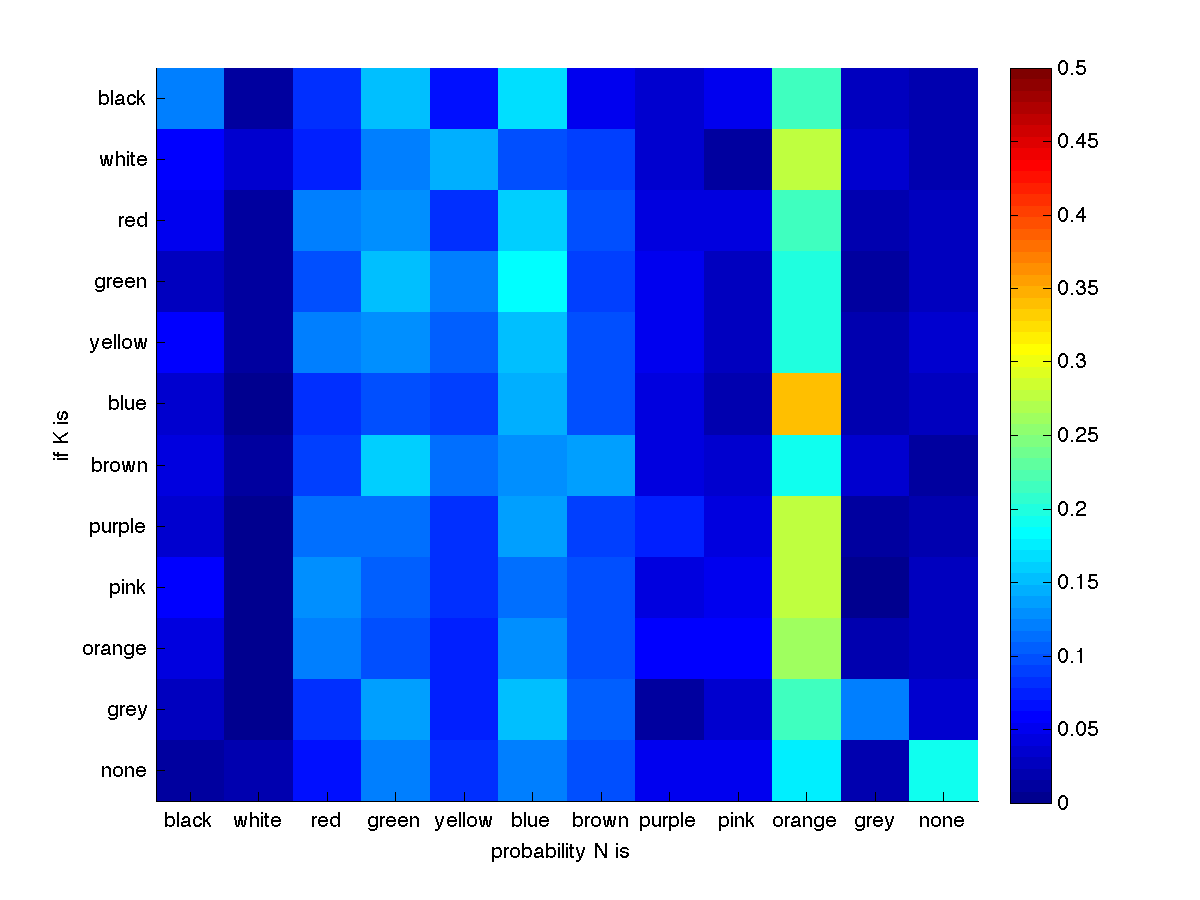 if K is
black
white
red
green
yellow
blue
brown
purple
pink
orange
grey
none
black white red green yellow blue brown purple pink orange grey none
probability N is
0.5
0.45
0.4
0.35
0.3
0.25
0.2
0.15
0.1
0.05
0